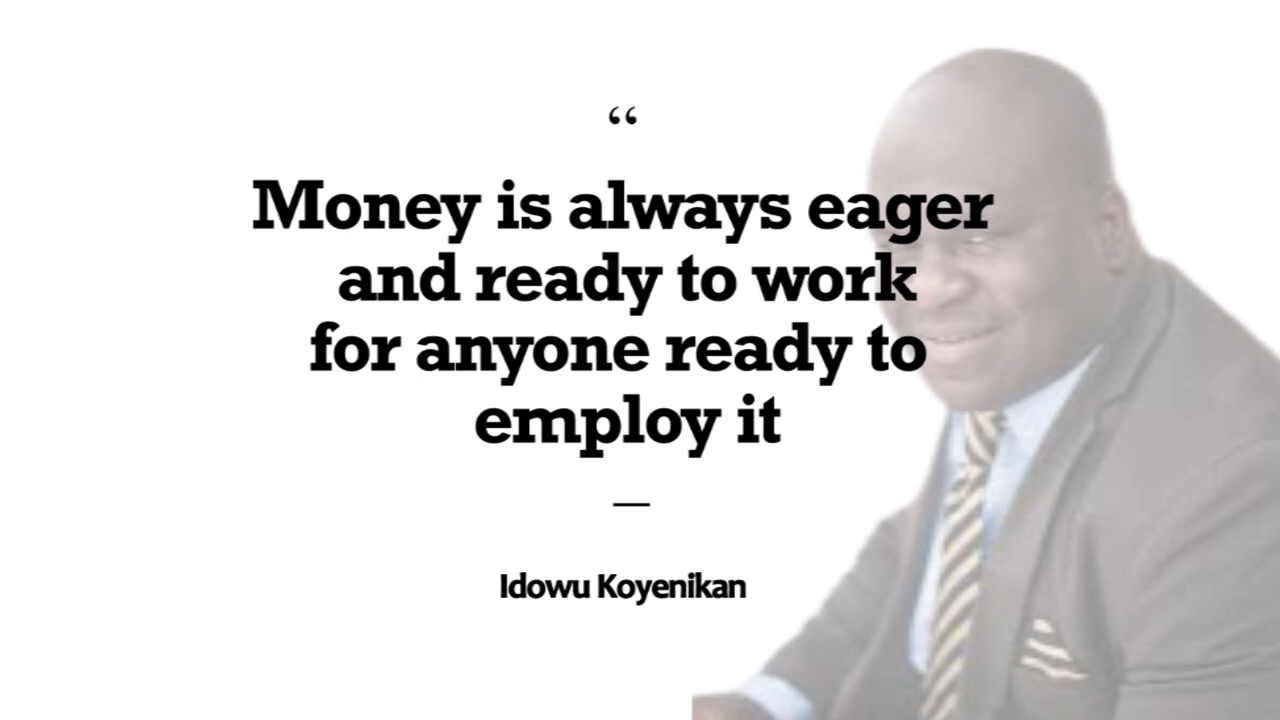 “
Money is always eager
and ready to work
for anyone ready to
employ it
—
Idowu Koyenikan